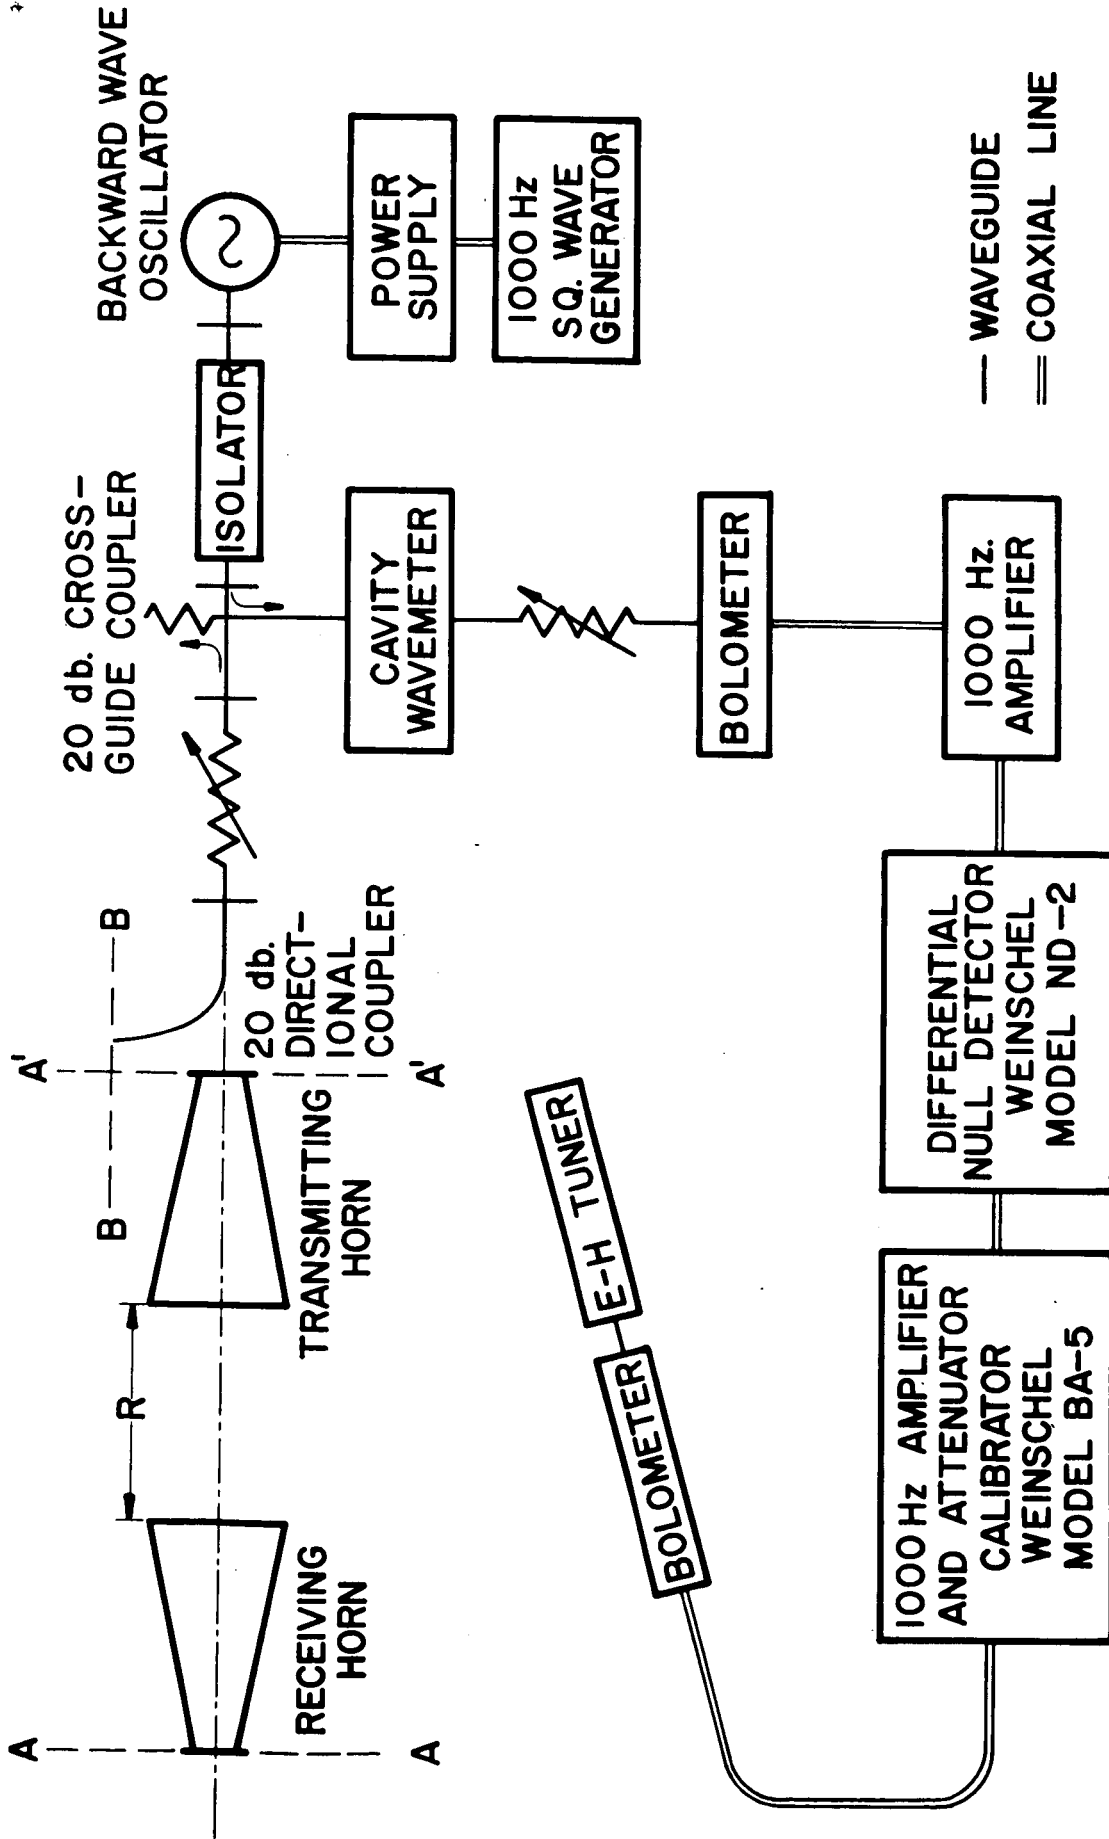 BACKWARD WAVE
OSCILLATOR
POWER
SUPPLY
1000 Hz
SQ. WAVE
GENERATOR
ISOLATOR
20 db. CROSS-
GUIDE COUPLER
CAVITY
WAVEMETER
BOLOMETER
1000 Hz.
AMPLIFIER
— WAVEGUIDE
═ COAXIAL LINE
B
B
A'
A'
20 db.
DIRECT-
IONAL
COUPLER
TRANSMITTING
HORN
R
RECEIVING
HORN
A
A
E-H TUNER
BOLOMETER
DIFFERENTIAL
NULL DETECTOR
WEINSCHEL
MODEL ND-2
1000 Hz AMPLIFIER
AND ATTENUATOR
CALIBRATOR
WEINSCHEL
MODEL BA-5